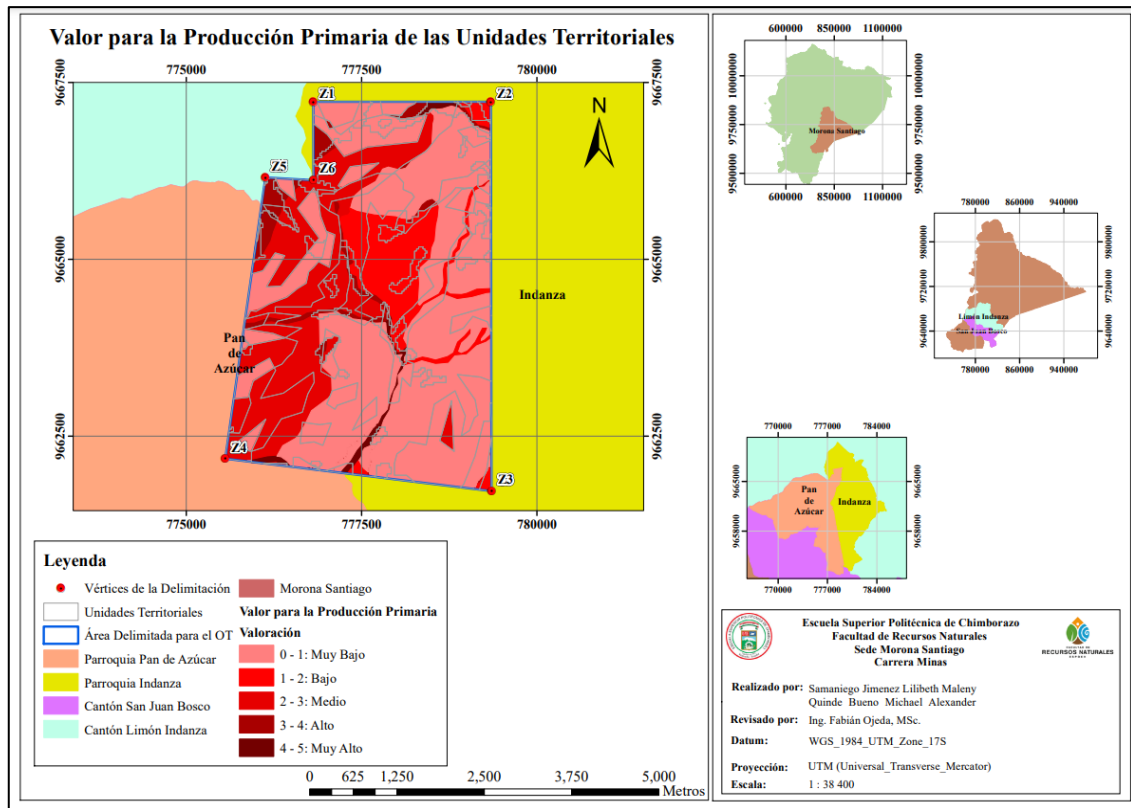 Valor para la Producción Primaria de las Unidades Territoriales
775000 777500 780000
9667500 9667500
Z1 Z2
N
Z5 Z6
9665000 9665000
Indanza
Pan
de
Azúcar
9662500 9662500
Z4
Z3
775000 777500 780000
Leyenda
Vértices de la Delimitación
Unidades Territoriales
Área Delimitada para el OT
Parroquia Pan de Azúcar
Parroquia Indanza
Cantón San Juan Bosco
Cantón Limón Indanza
Morona Santiago
Valor para la Producción Primaria
Valoración
0 - 1: Muy Bajo
1 - 2: Bajo
2 - 3: Medio
3 - 4: Alto
4 - 5: Muy Alto
0 625 1,250 2,500 3,750 5,000
Metros
600000 850000 1100000
10000000 10000000
9750000 9750000
Morona Santiago
9500000 9500000
600000 850000 1100000
780000 860000 940000
9800000 9800000
9720000 9720000
Limón Indanza
San Juan Bosco
9640000 9640000
780000 860000 940000
770000 777000 784000
9665000 9665000
Pan
de
Azúcar
Indanza
9658000 9658000
770000 777000 784000
Escuela Superior Politécnica de Chimborazo
Facultad de Recursos Naturales
Sede Morona Santiago
Carrera Minas
RECURSOS NATURALES
Realizado por: Samaniego Jimenez Lilibeth Maleny
Quinde Bueno Michael Alexander
Revisado por: Ing. Fabián Ojeda, MSc.
Datum: WGS_1984_UTM_Zone_17S
Proyección: UTM (Universal_Transverse_Mercator)
Escala: 1 : 38 400